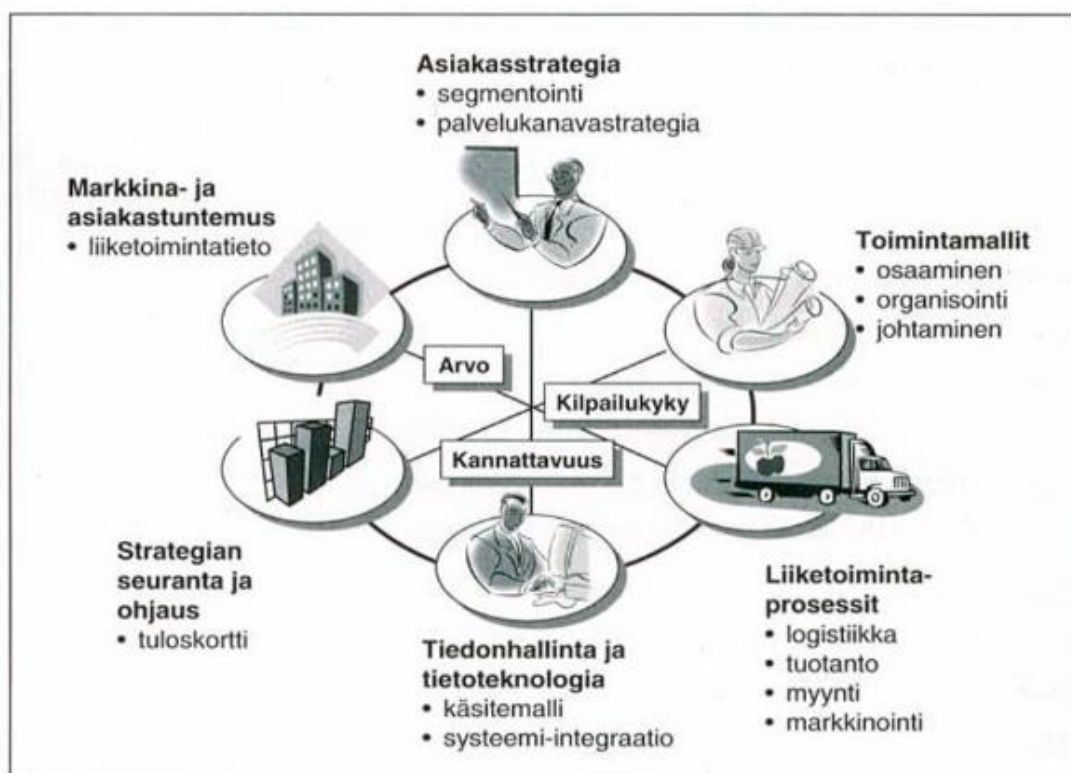 Asiakasstrategia
• segmentointi
• palvelukanavastrategia
Markkina- ja
asiakastuntemus
• liiketoimintatieto
Toimintamallit
• osaaminen
• organisointi
• johtaminen
Arvo
Kilpailukyky
Kannattavuus
Strategian
seuranta ja
ohjaus
• tuloskortti
Tiedonhallinta ja
tietoteknologia
• käsitemalli
• systeemi-integraatio
Liiketoiminta-
prosessit
• logistiikka
• tuotanto
• myynti
• markkinointi